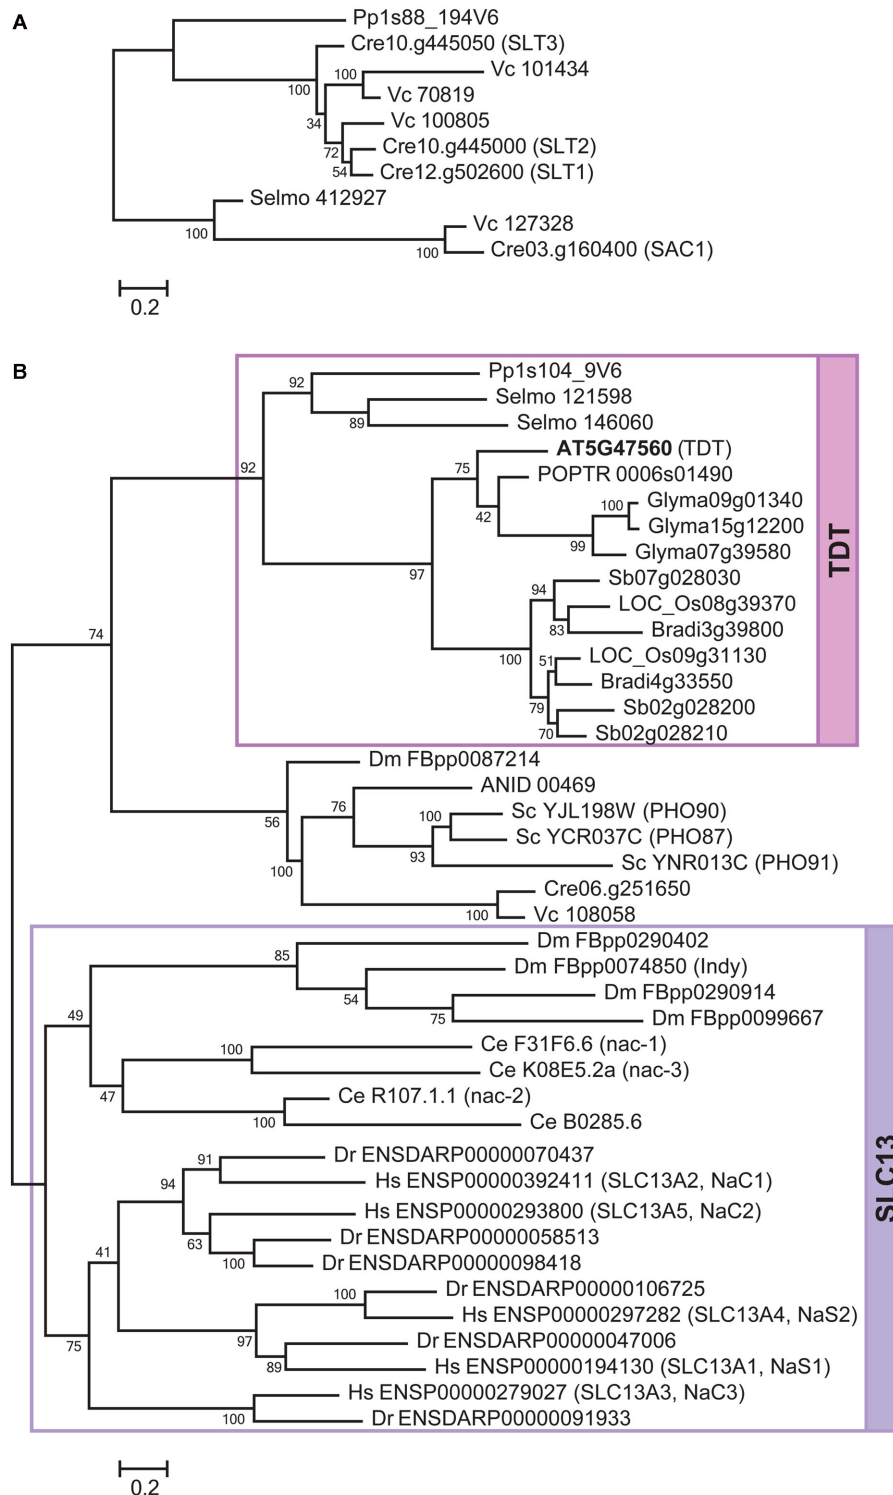 A
Pp1s88_194V6
Cre10.g445050 (SLT3)
100
Vc 101434
100
Vc 70819
34
Vc 100805
72
Cre10.g445000 (SLT2)
54
Cre12.g502600 (SLT1)
Selmo 412927
100
Vc 127328
100
Cre03.g160400 (SAC1)
0.2
B
Pp1s104_9V6
92
Selmo 121598
89
Selmo 146060
92
AT5G47560 (TDT)
75
POPTR 0006s01490
42
Glyma09g01340
100
Glyma15g12200
99
Glyma07g39580
97
Sb07g028030
94
LOC_Os08g39370
83
Bradi3g39800
100
LOC_Os09g31130
51
Bradi4g33550
79
Sb02g028200
70
Sb02g028210
TDT
74
Dm FBpp0087214
56
ANID 00469
76
Sc YJL198W (PHO90)
100
Sc YCR037C (PHO87)
93
Sc YNR013C (PHO91)
100
Cre06.g251650
100
Vc 108058
Dm FBpp0290402
85
Dm FBpp0074850 (Indy)
54
Dm FBpp0290914
75
Dm FBpp0099667
49
Ce F31F6.6 (nac-1)
100
Ce K08E5.2a (nac-3)
47
Ce R107.1.1 (nac-2)
100
Ce B0285.6
Dr ENSDARP00000070437
91
Hs ENSP00000392411 (SLC13A2, NaC1)
94
Hs ENSP00000293800 (SLC13A5, NaC2)
63
Dr ENSDARP00000058513
100
Dr ENSDARP00000098418
41
Dr ENSDARP00000106725
100
Hs ENSP00000297282 (SLC13A4, NaS2)
97
Dr ENSDARP00000047006
89
Hs ENSP00000194130 (SLC13A1, NaS1)
75
Hs ENSP00000279027 (SLC13A3, NaC3)
100
Dr ENSDARP00000091933
SLC13
0.2